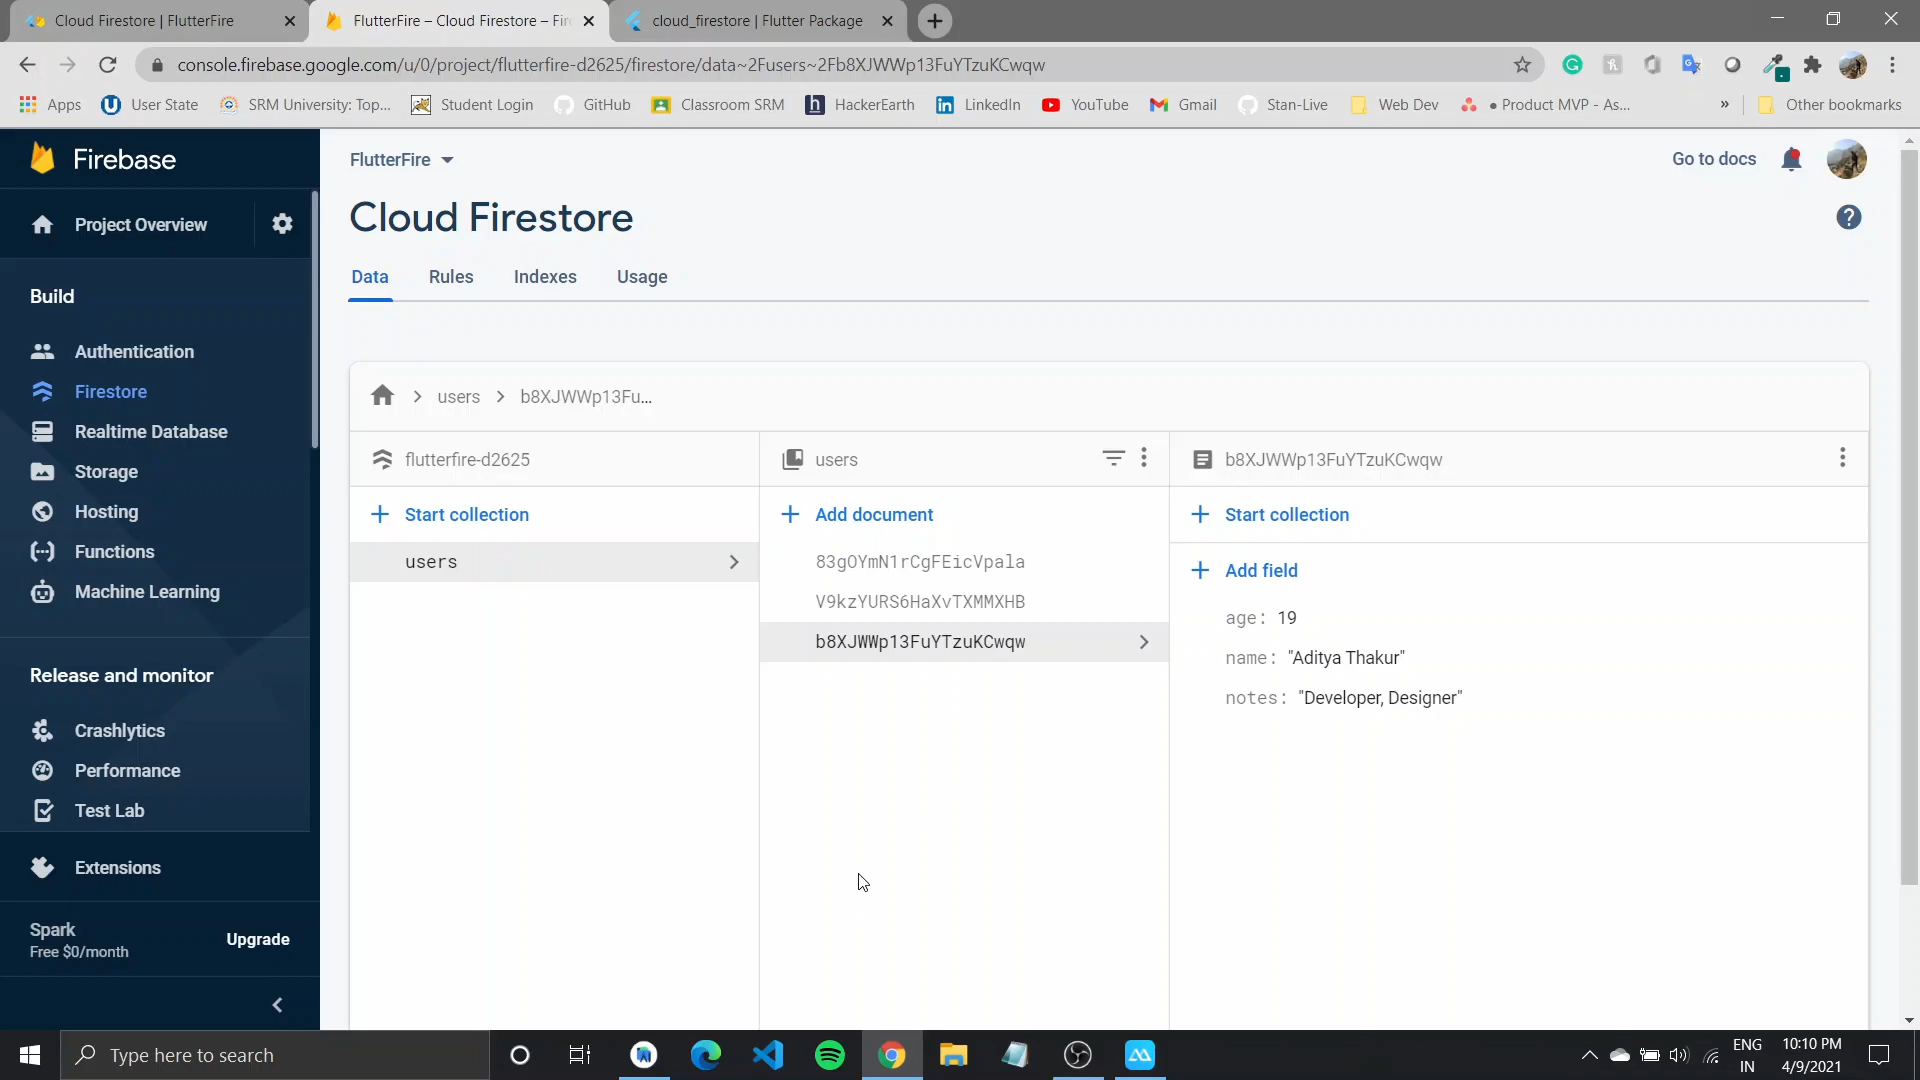 Cloud Firestore | FlutterFire
FlutterFire – Cloud Firestore – Fire
cloud_firestore | Flutter Package
console.firebase.google.com/u/0/project/flutterfire-d2625/firestore/data~2Fusers~2Fb8XJWWp13FuYTzuKCwqw
Apps
User State
SRM University: Top...
Student Login
GitHub
Classroom SRM
HackerEarth
LinkedIn
YouTube
Gmail
Stan-Live
Web Dev
● Product MVP - As...
»
Other bookmarks
Firebase
Project Overview
Build
Authentication
Firestore
Realtime Database
Storage
Hosting
Functions
Machine Learning
Release and monitor
Crashlytics
Performance
Test Lab
Extensions
Spark
Free $0/month
Upgrade
FlutterFire
Go to docs
Cloud Firestore
Data
Rules
Indexes
Usage
users
b8XJWWp13Fu...
flutterfire-d2625
Start collection
users
users
Add document
83gOYmN1rCgFEicVpala
V9kzYURS6HaXvTXMMXHB
b8XJWWp13FuYTzuKCwqw
b8XJWWp13FuYTzuKCwqw
Start collection
Add field
age: 19
name: "Aditya Thakur"
notes: "Developer, Designer"
Type here to search
ENG
IN
10:10 PM
4/9/2021